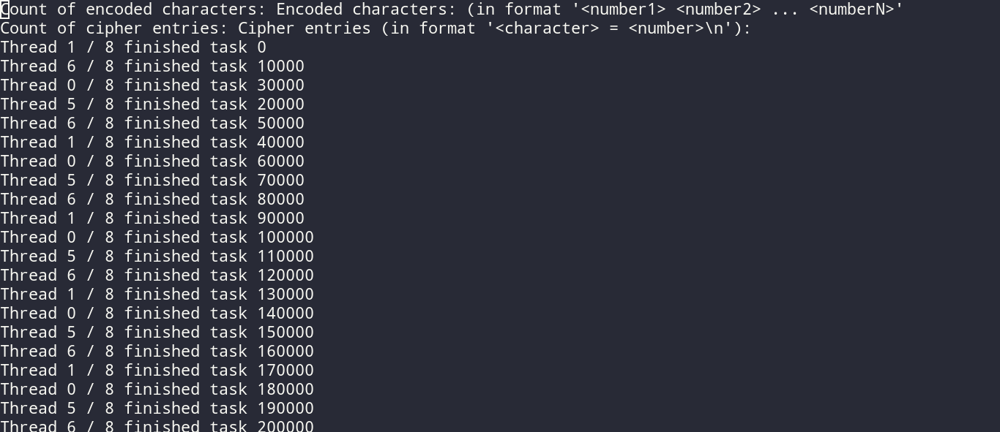 Count of encoded characters: Encoded characters: (in format '<number1> <number2> ... <numberN>'
Count of cipher entries: Cipher entries (in format '<character> = <number>\n'):
Thread 1 / 8 finished task 0
Thread 6 / 8 finished task 10000
Thread 0 / 8 finished task 30000
Thread 5 / 8 finished task 20000
Thread 6 / 8 finished task 50000
Thread 1 / 8 finished task 40000
Thread 0 / 8 finished task 60000
Thread 5 / 8 finished task 70000
Thread 6 / 8 finished task 80000
Thread 1 / 8 finished task 90000
Thread 0 / 8 finished task 100000
Thread 5 / 8 finished task 110000
Thread 6 / 8 finished task 120000
Thread 1 / 8 finished task 130000
Thread 0 / 8 finished task 140000
Thread 5 / 8 finished task 150000
Thread 6 / 8 finished task 160000
Thread 1 / 8 finished task 170000
Thread 0 / 8 finished task 180000
Thread 5 / 8 finished task 190000
Thread 6 / 8 finished task 200000